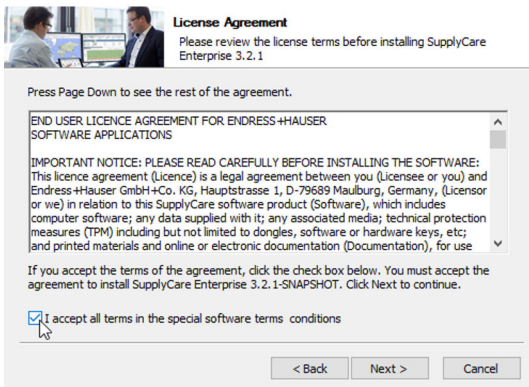 License Agreement
Please review the license terms before installing SupplyCare
Enterprise 3.2.1
Press Page Down to see the rest of the agreement.
END USER LICENCE AGREEMENT FOR ENDRESS+HAUSER
SOFTWARE APPLICATIONS
IMPORTANT NOTICE: PLEASE READ CAREFULLY BEFORE INSTALLING THE SOFTWARE:
This licence agreement (Licence) is a legal agreement between you (Licensee or you) and
Endress+Hauser GmbH+Co. KG, Hauptstrasse 1, D-79689 Maulburg, Germany, (Licensor
or we) in relation to this SupplyCare software product (Software), which includes
computer software; any data supplied with it; any associated media; technical protection
measures (TPM) including but not limited to dongles, software or hardware keys, etc;
and printed materials and online or electronic documentation (Documentation), for use
If you accept the terms of the agreement, click the check box below. You must accept the
agreement to install SupplyCare Enterprise 3.2.1-SNAPSHOT. Click Next to continue.
I accept all terms in the special software terms conditions
< Back Next > Cancel